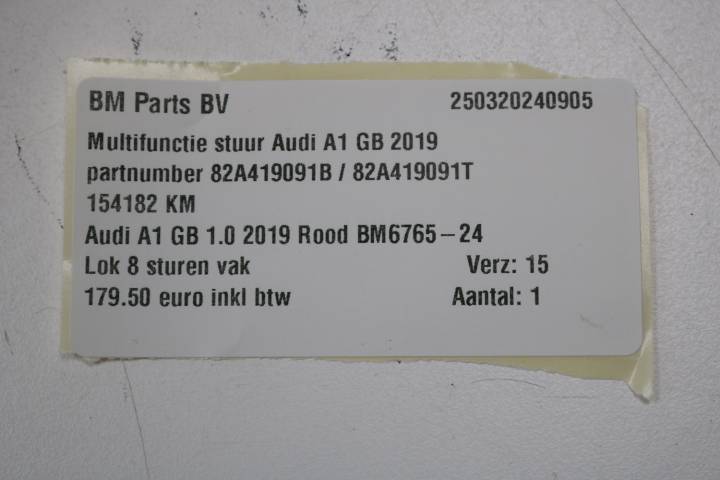 BM Parts BV 250320240905
Multifunctie stuur Audi A1 GB 2019
partnumber 82A419091B / 82A419091T
154182 KM
Audi A1 GB 1.0 2019 Rood BM6765-24
Lok 8 sturen vak Verz: 15
179.50 euro inkl btw Aantal: 1